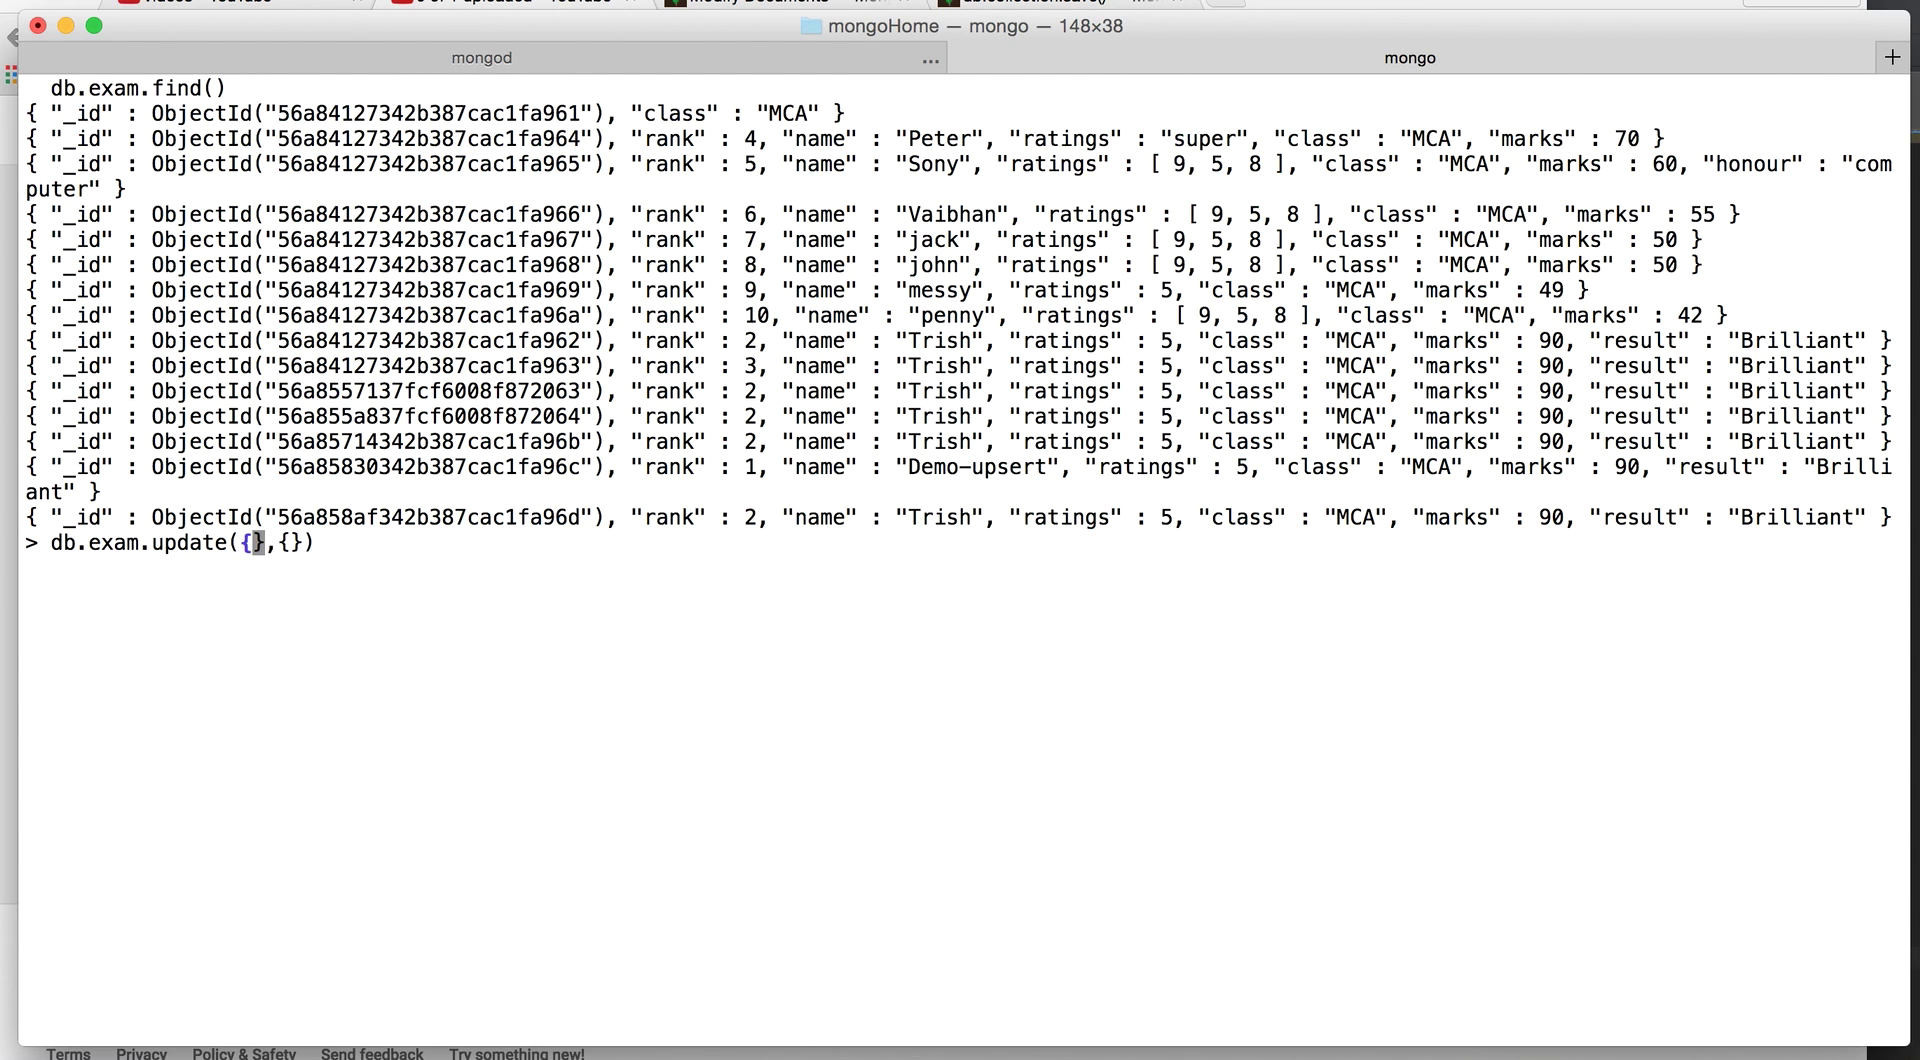 mongoHome — mongo — 148×38
mongod
...
mongo
+
db.exam.find()
{ "_id" : ObjectId("56a84127342b387cac1fa961"), "class" : "MCA" }
{ "_id" : ObjectId("56a84127342b387cac1fa964"), "rank" : 4, "name" : "Peter", "ratings" : "super", "class" : "MCA", "marks" : 70 }
{ "_id" : ObjectId("56a84127342b387cac1fa965"), "rank" : 5, "name" : "Sony", "ratings" : [ 9, 5, 8 ], "class" : "MCA", "marks" : 60, "honour" : "com
puter" }
{ "_id" : ObjectId("56a84127342b387cac1fa966"), "rank" : 6, "name" : "Vaibhan", "ratings" : [ 9, 5, 8 ], "class" : "MCA", "marks" : 55 }
{ "_id" : ObjectId("56a84127342b387cac1fa967"), "rank" : 7, "name" : "jack", "ratings" : [ 9, 5, 8 ], "class" : "MCA", "marks" : 50 }
{ "_id" : ObjectId("56a84127342b387cac1fa968"), "rank" : 8, "name" : "john", "ratings" : [ 9, 5, 8 ], "class" : "MCA", "marks" : 50 }
{ "_id" : ObjectId("56a84127342b387cac1fa969"), "rank" : 9, "name" : "messy", "ratings" : 5, "class" : "MCA", "marks" : 49 }
{ "_id" : ObjectId("56a84127342b387cac1fa96a"), "rank" : 10, "name" : "penny", "ratings" : [ 9, 5, 8 ], "class" : "MCA", "marks" : 42 }
{ "_id" : ObjectId("56a84127342b387cac1fa962"), "rank" : 2, "name" : "Trish", "ratings" : 5, "class" : "MCA", "marks" : 90, "result" : "Brilliant" }
{ "_id" : ObjectId("56a84127342b387cac1fa963"), "rank" : 3, "name" : "Trish", "ratings" : 5, "class" : "MCA", "marks" : 90, "result" : "Brilliant" }
{ "_id" : ObjectId("56a8557137fcf6008f872063"), "rank" : 2, "name" : "Trish", "ratings" : 5, "class" : "MCA", "marks" : 90, "result" : "Brilliant" }
{ "_id" : ObjectId("56a855a837fcf6008f872064"), "rank" : 2, "name" : "Trish", "ratings" : 5, "class" : "MCA", "marks" : 90, "result" : "Brilliant" }
{ "_id" : ObjectId("56a85714342b387cac1fa96b"), "rank" : 2, "name" : "Trish", "ratings" : 5, "class" : "MCA", "marks" : 90, "result" : "Brilliant" }
{ "_id" : ObjectId("56a85830342b387cac1fa96c"), "rank" : 1, "name" : "Demo-upsert", "ratings" : 5, "class" : "MCA", "marks" : 90, "result" : "Brilli
ant" }
{ "_id" : ObjectId("56a858af342b387cac1fa96d"), "rank" : 2, "name" : "Trish", "ratings" : 5, "class" : "MCA", "marks" : 90, "result" : "Brilliant" }
> db.exam.update({},{})
Terms Privacy Policy & Safety Send feedback Try something new!